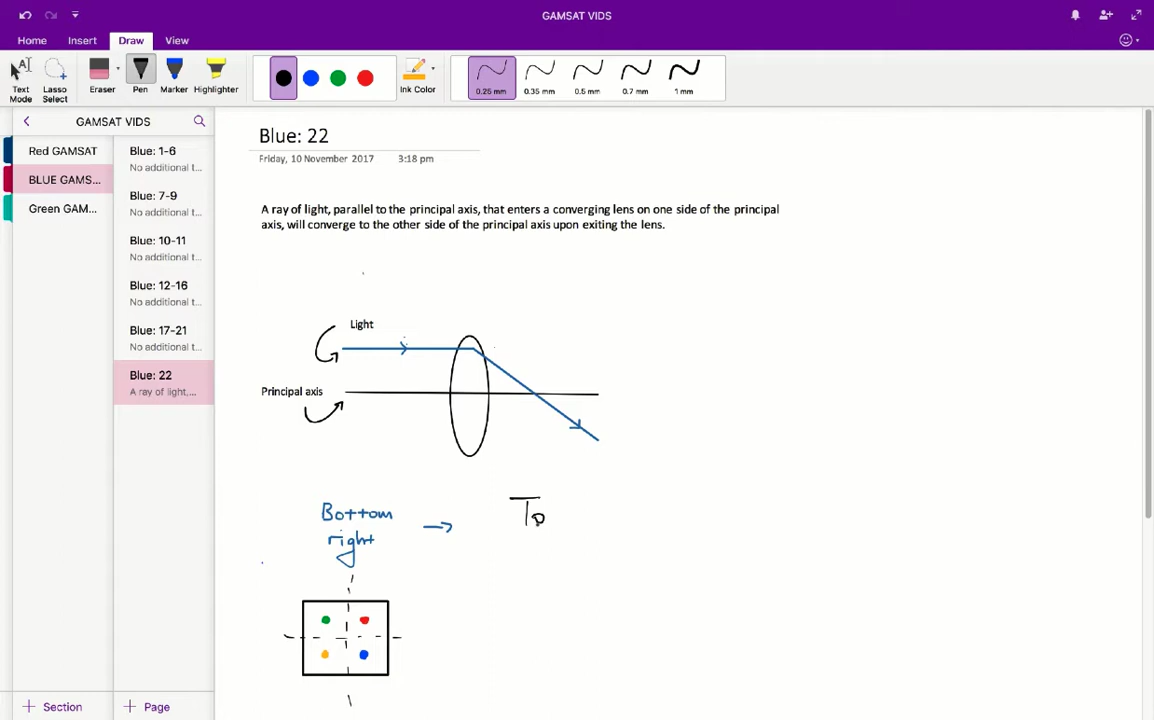 GAMSAT VIDS
Home Insert Draw View
Text Mode
Lasso Select
Eraser
Pen
Marker
Highlighter
Ink Color
0.25 mm
0.35 mm
0.5 mm
0.7 mm
1 mm
GAMSAT VIDS
Red GAMSAT
BLUE GAMS...
Green GAM...
Blue: 1-6
No additional t...
Blue: 7-9
No additional t...
Blue: 10-11
No additional t...
Blue: 12-16
No additional t...
Blue: 17-21
No additional t...
Blue: 22
A ray of light,...
+ Section
+ Page
Blue: 22
Friday, 10 November 2017 3:18 pm
A ray of light, parallel to the principal axis, that enters a converging lens on one side of the principal
axis, will converge to the other side of the principal axis upon exiting the lens.
Light
Principal axis
Bottom
right
→
To